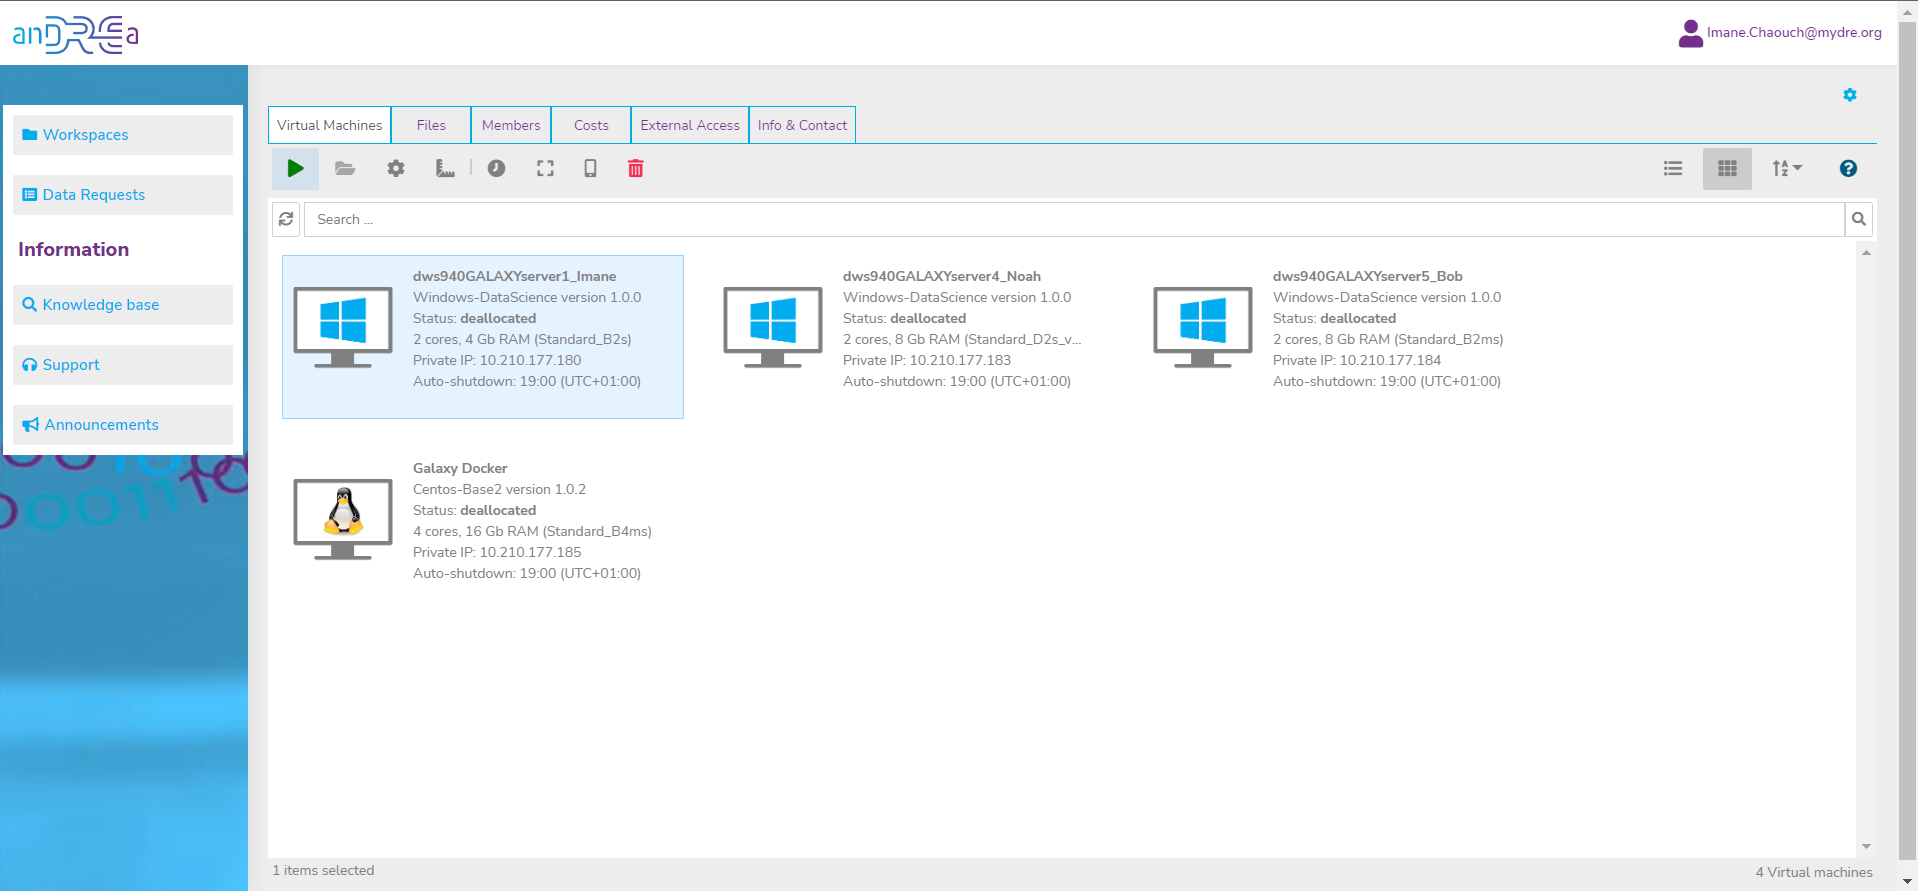 anDREa
Imane.Chaouch@mydre.org
Workspaces
Data Requests
Information
Knowledge base
Support
Announcements
Virtual Machines
Files
Members
Costs
External Access
Info & Contact
Search ...
dws940GALAXYserver1_Imane
Windows-DataScience version 1.0.0
Status: deallocated
2 cores, 4 Gb RAM (Standard_B2s)
Private IP: 10.210.177.180
Auto-shutdown: 19:00 (UTC+01:00)
dws940GALAXYserver4_Noah
Windows-DataScience version 1.0.0
Status: deallocated
2 cores, 8 Gb RAM (Standard_D2s_v...
Private IP: 10.210.177.183
Auto-shutdown: 19:00 (UTC+01:00)
dws940GALAXYserver5_Bob
Windows-DataScience version 1.0.0
Status: deallocated
2 cores, 8 Gb RAM (Standard_B2ms)
Private IP: 10.210.177.184
Auto-shutdown: 19:00 (UTC+01:00)
Galaxy Docker
Centos-Base2 version 1.0.2
Status: deallocated
4 cores, 16 Gb RAM (Standard_B4ms)
Private IP: 10.210.177.185
Auto-shutdown: 19:00 (UTC+01:00)
1 items selected
4 Virtual machines